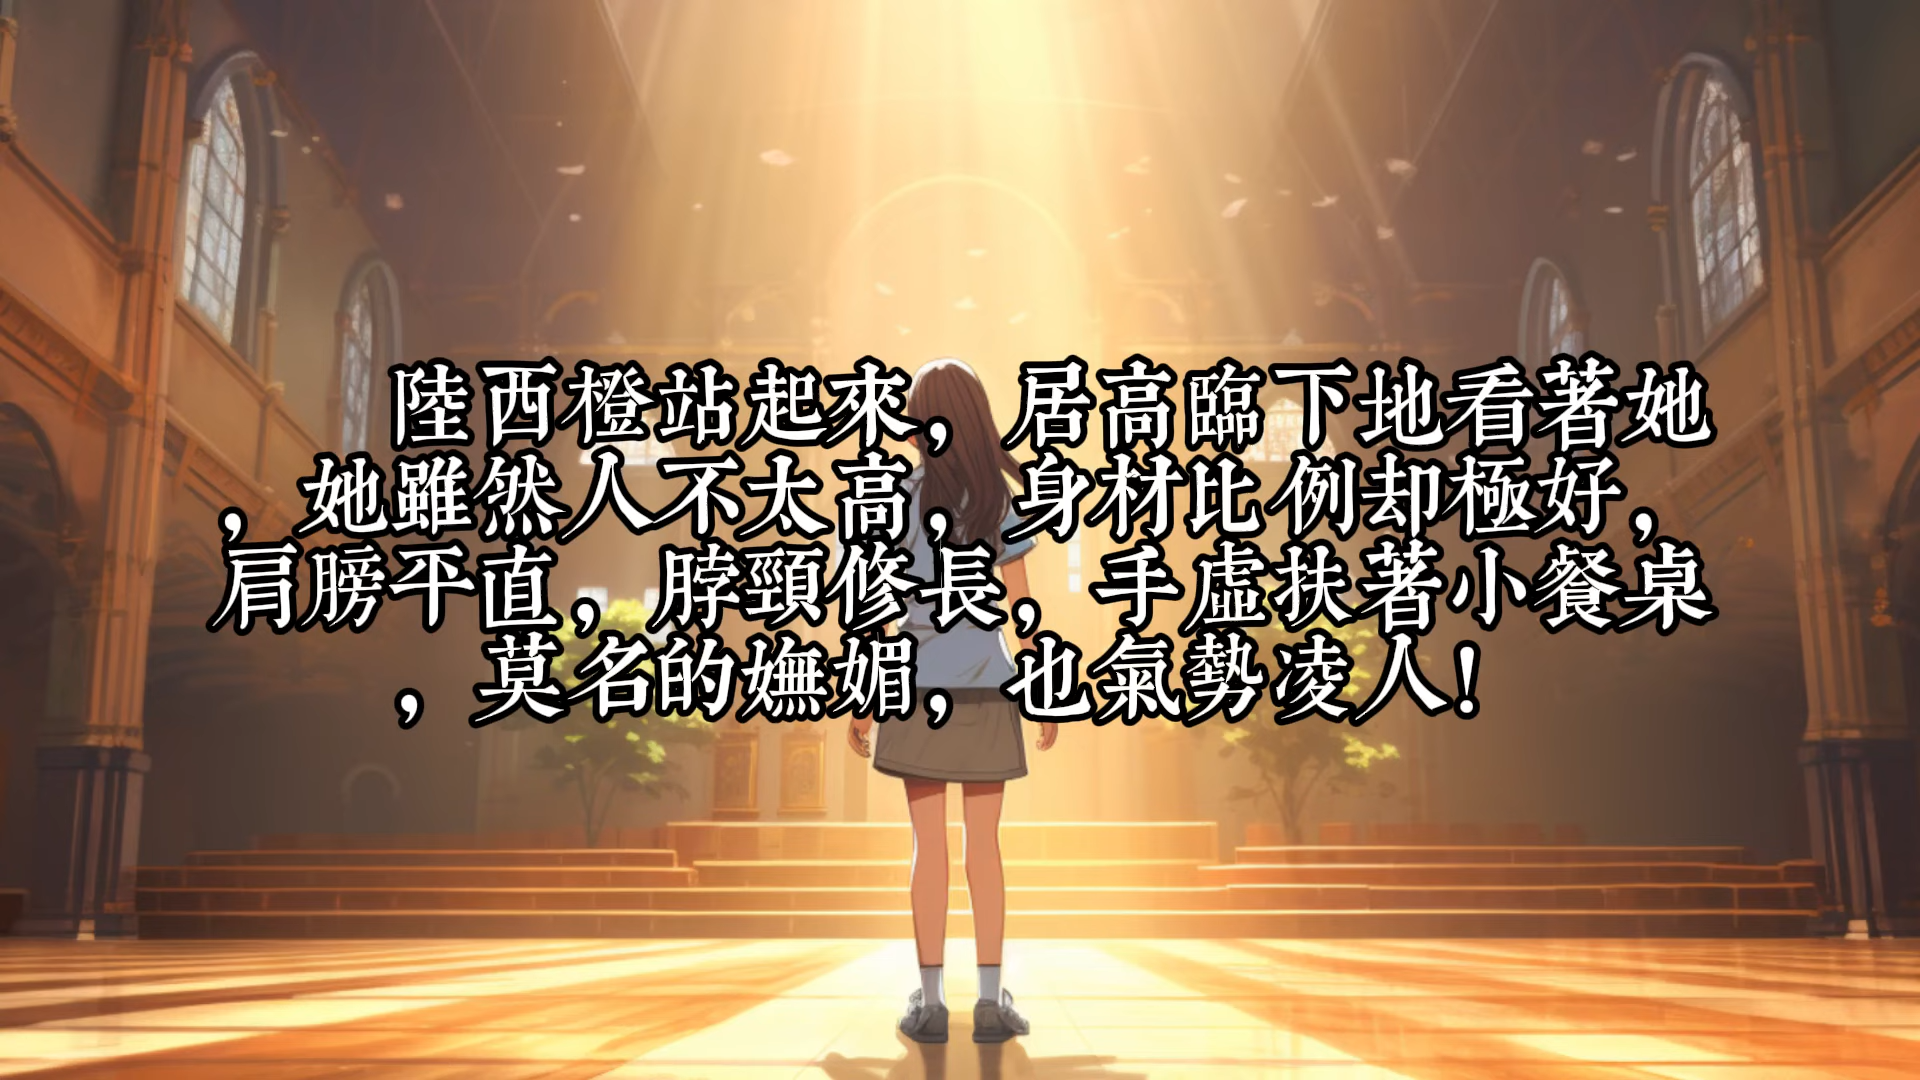 陸西橙站起來，居高臨下地看著她
，她雖然人不太高，身材比例却極好，
肩膀平直，脖頸修長，手虛扶著小餐桌
，莫名的嫵媚，也氣勢凌人！